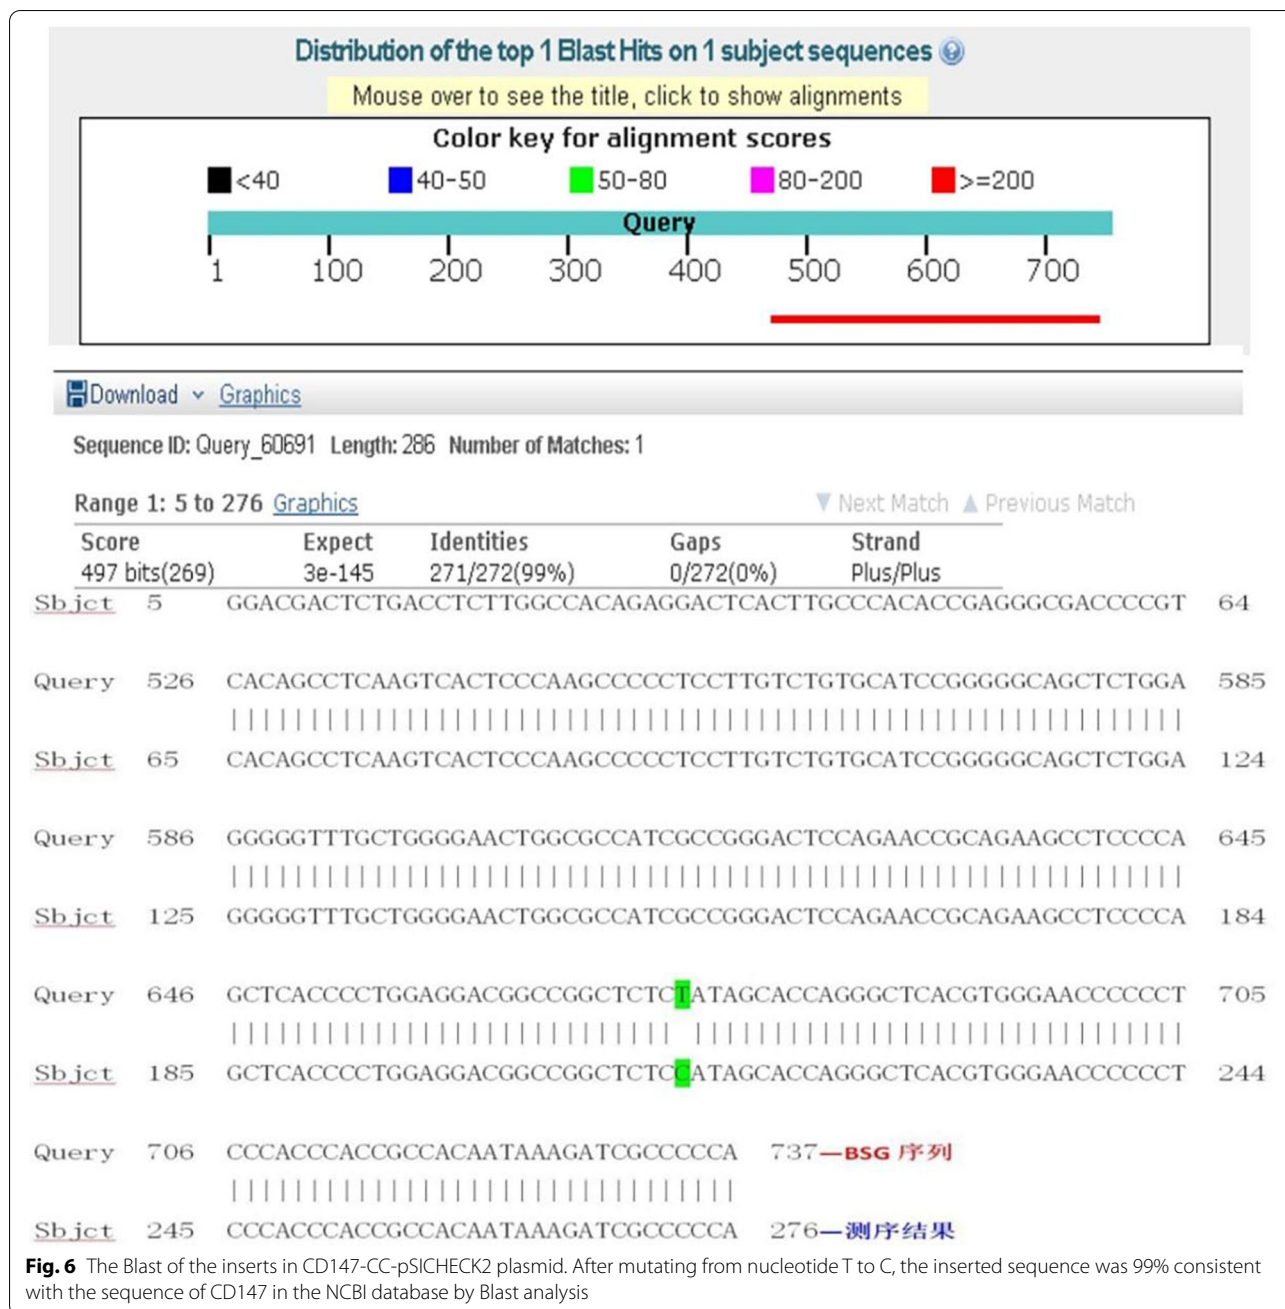 Distribution of the top 1 Blast Hits on 1 subject sequences ?
Mouse over to see the title, click to show alignments
Color key for alignment scores
<40 40-50 50-80 80-200 >=200
Query
1 100 200 300 400 500 600 700
Download Graphics
Sequence ID: Query_60691 Length: 286 Number of Matches: 1
Range 1: 5 to 276 Graphics ▼ Next Match ▲ Previous Match
Score Expect Identities Gaps Strand
497 bits(269) 3e-145 271/272(99%) 0/272(0%) Plus/Plus
Sbjct 5 GGACGACTCTGACCTCTTGGCCACAGAGGACTCACTTGCCCACACCGAGGGCGACCCCGT 64
Query 526 CACAGCCTCAAGTCACTCCCAAGCCCCCTCCTTGTCTGTGCATCCGGGGGCAGCTCTGGA 585
Sbjct 65 CACAGCCTCAAGTCACTCCCAAGCCCCCTCCTTGTCTGTGCATCCGGGGGCAGCTCTGGA 124
Query 586 GGGGGTTTGCTGGGGAACTGGCGCCATCGCCGGGACTCCAGAACCGCAGAAGCCTCCCCA 645
Sbjct 125 GGGGGTTTGCTGGGGAACTGGCGCCATCGCCGGGACTCCAGAACCGCAGAAGCCTCCCCA 184
Query 646 GCTCACCCCTGGAGGACGGCCGGCTCTCTATAGCACCAGGGCTCACGTGGGAACCCCCCT 705
Sbjct 185 GCTCACCCCTGGAGGACGGCCGGCTCTCCATAGCACCAGGGCTCACGTGGGAACCCCCCT 244
Query 706 CCCACCCACCGCCACAATAAAGATCGCCCCCA 737—BSG 序列
Sbjct 245 CCCACCCACCGCCACAATAAAGATCGCCCCCA 276—测序结果
Fig. 6 The Blast of the inserts in CD147-CC-pSICHECK2 plasmid. After mutating from nucleotide T to C, the inserted sequence was 99% consistent
with the sequence of CD147 in the NCBI database by Blast analysis